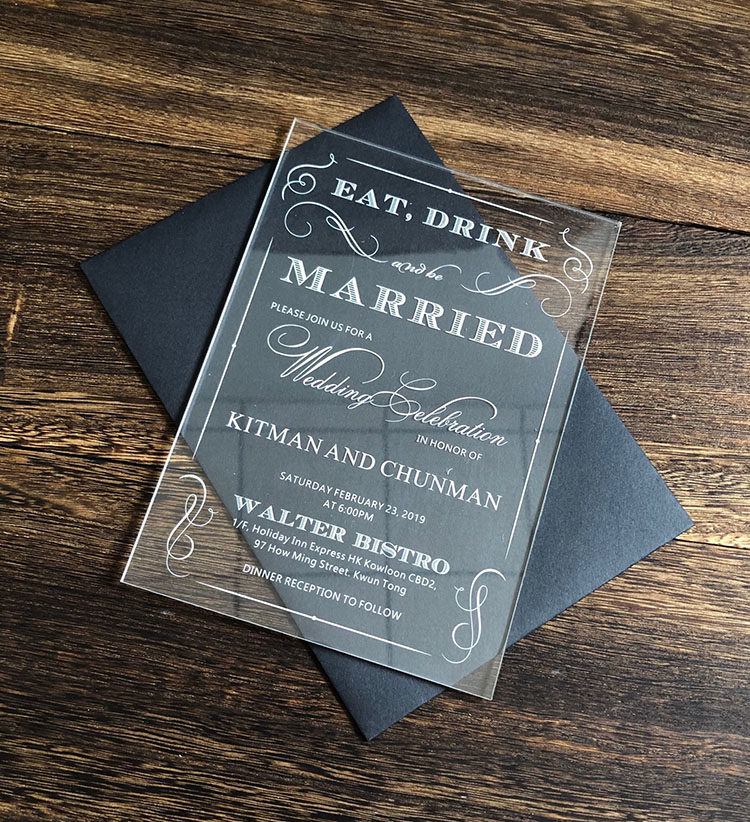 EAT, DRINK
and be
MARRIED
PLEASE JOIN US FOR A
Wedding Celebration
IN HONOR OF
KITMAN AND CHUNMAN
SATURDAY FEBRUARY 23, 2019
AT 6:00PM
WALTER BISTRO
1/F. Holiday Inn Express HK Kowloon CBD2,
97 How Ming Street. Kwun Tong
DINNER RECEPTION TO FOLLOW